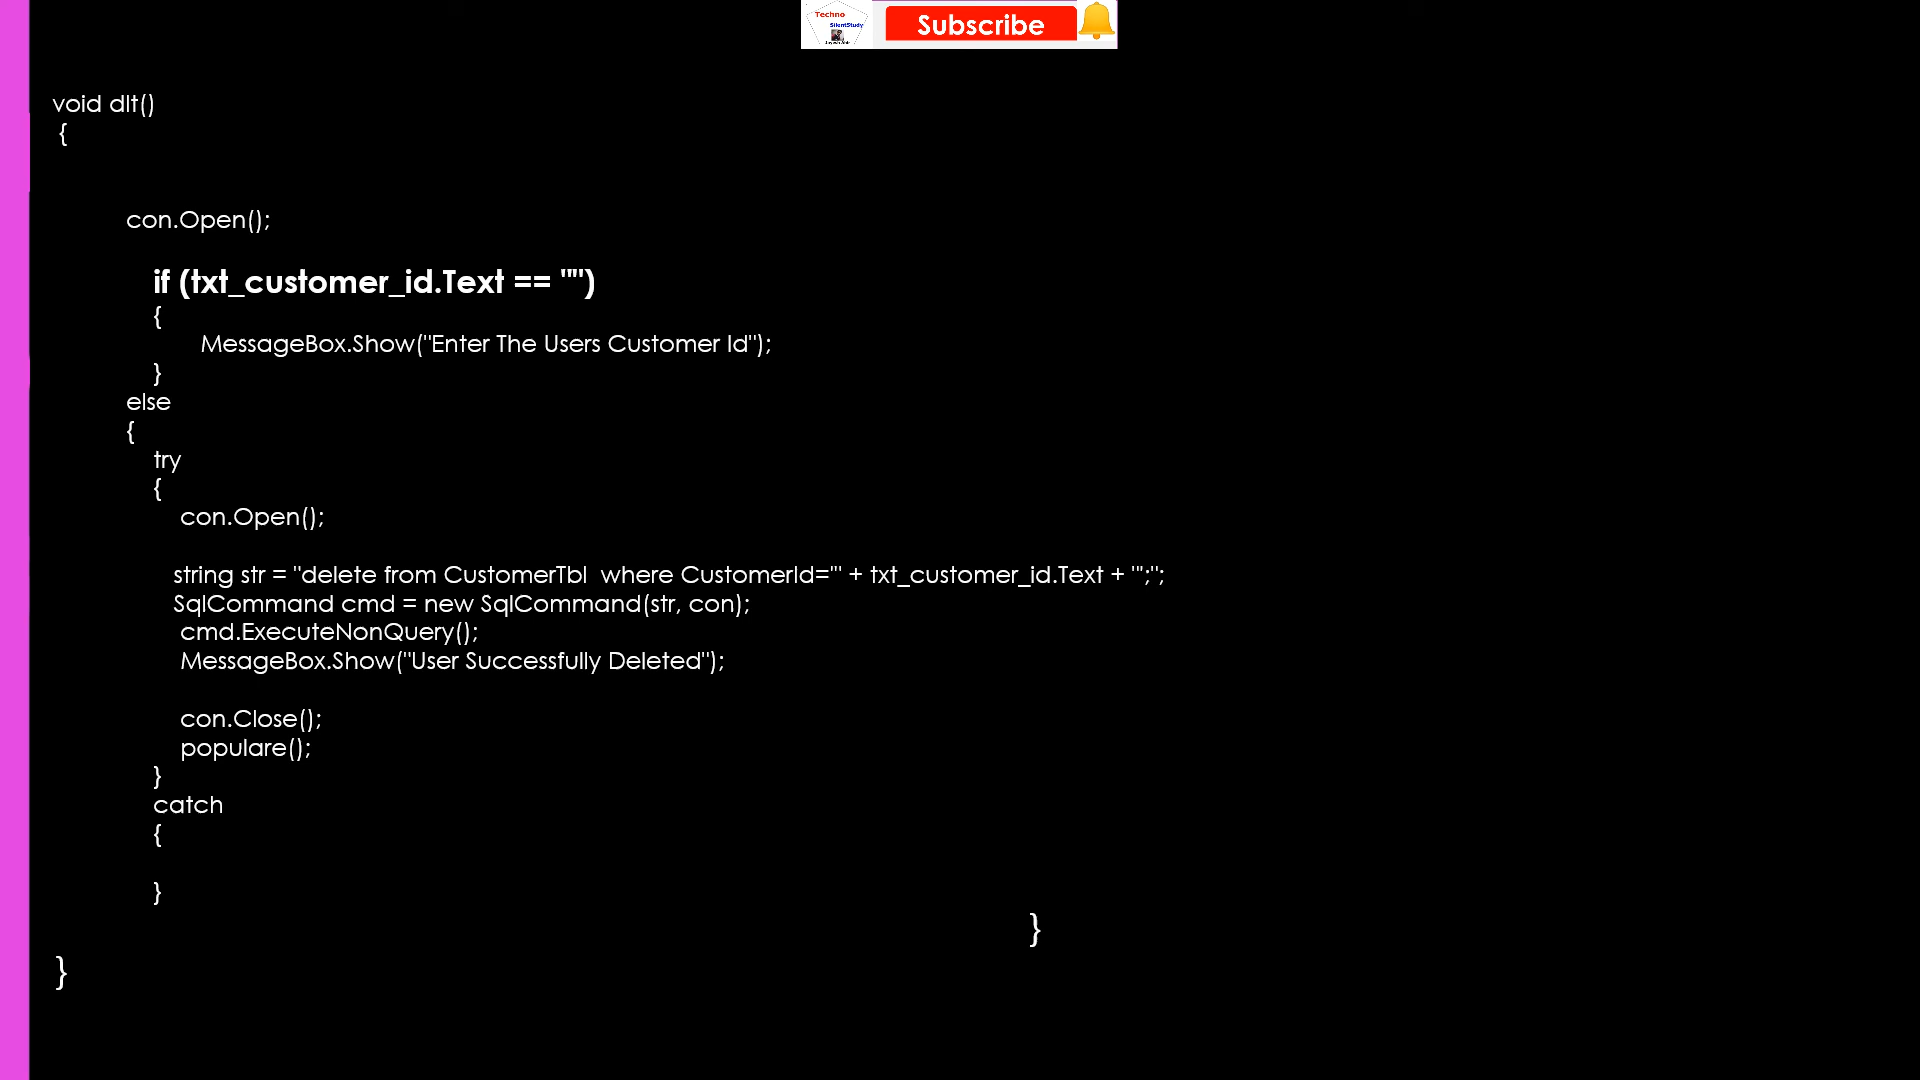 Techno
SilentStudy
Subscribe
void dlt()
{
con.Open();
if (txt_customer_id.Text == "")
{
MessageBox.Show("Enter The Users Customer Id");
}
else
{
try
{
con.Open();
string str = "delete from CustomerTbl  where CustomerId='" + txt_customer_id.Text + "';";
SqlCommand cmd = new SqlCommand(str, con);
cmd.ExecuteNonQuery();
MessageBox.Show("User Successfully Deleted");
con.Close();
populare();
}
catch
{
}
}
}